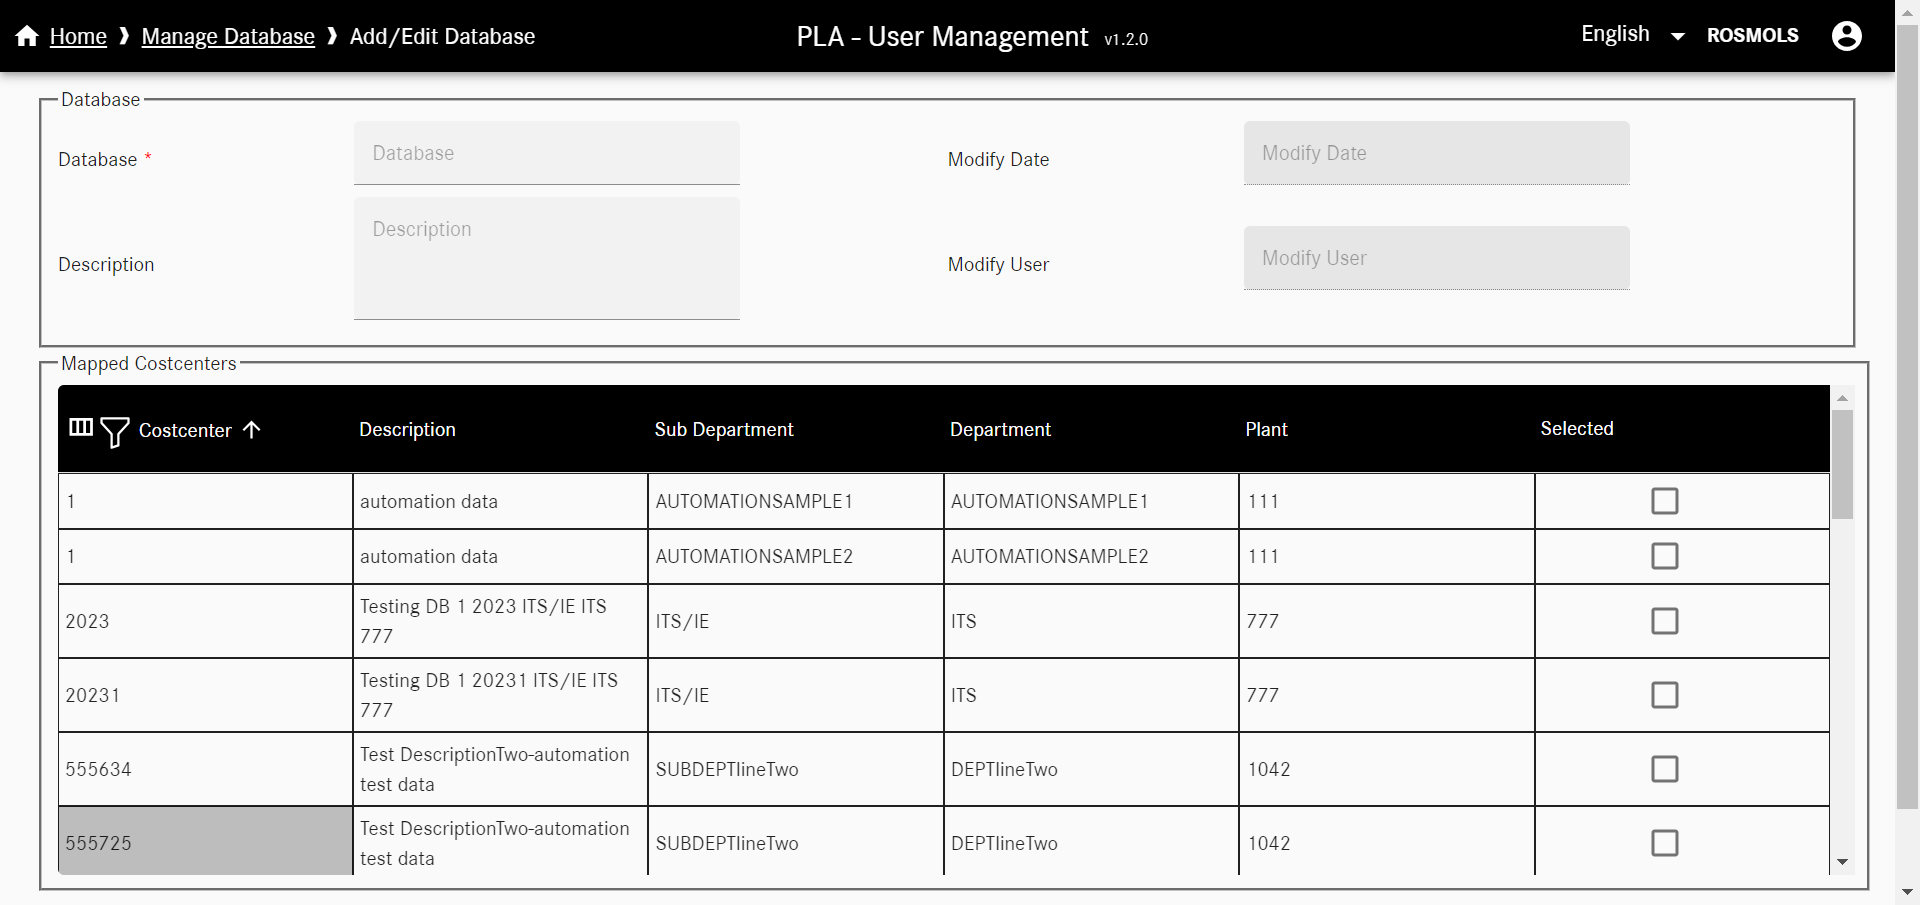 Home ❱ Manage Database ❱ Add/Edit Database
PLA - User Management v1.2.0
English
ROSMOLS
Database
Database *
Database
Modify Date
Modify Date
Description
Description
Modify User
Modify User
Mapped Costcenters
Costcenter Description Sub Department Department Plant Selected
1 automation data AUTOMATIONSAMPLE1 AUTOMATIONSAMPLE1 111
1 automation data AUTOMATIONSAMPLE2 AUTOMATIONSAMPLE2 111
2023 Testing DB 1 2023 ITS/IE ITS
777 ITS/IE ITS 777
20231 Testing DB 1 20231 ITS/IE ITS
777 ITS/IE ITS 777
555634 Test DescriptionTwo-automation
test data SUBDEPTlineTwo DEPTlineTwo 1042
555725 Test DescriptionTwo-automation
test data SUBDEPTlineTwo DEPTlineTwo 1042